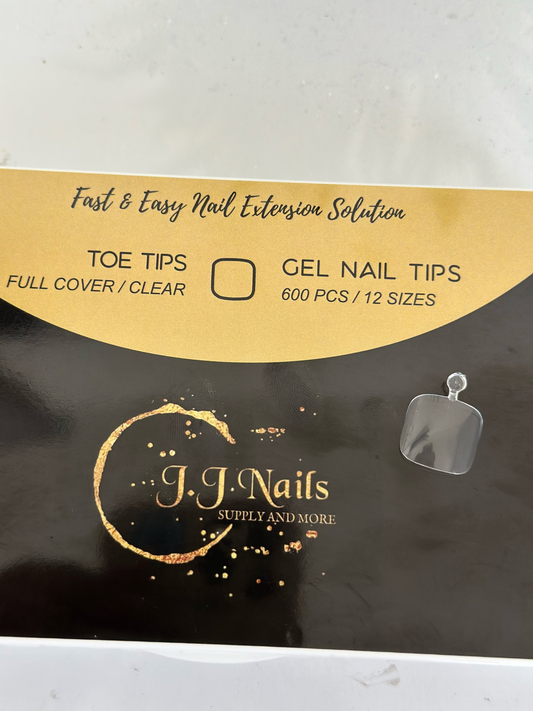 Fast & Easy Nail Extension Solution
TOE TIPS
FULL COVER / CLEAR
GEL NAIL TIPS
600 PCS / 12 SIZES
J.J.Nails
SUPPLY AND MORE